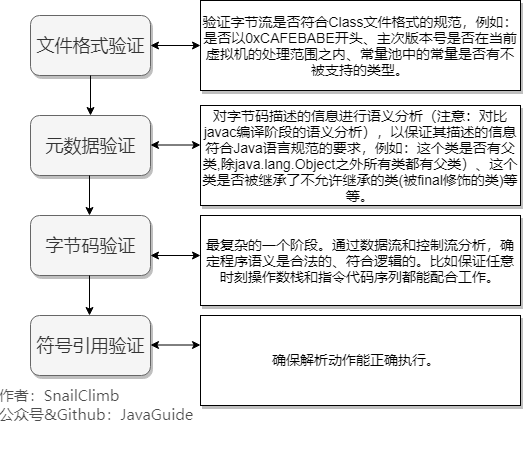 文件格式验证
验证字节流是否符合Class文件格式的规范，例如：
是否以0xCAFEBABE开头、主次版本号是否在当前
虚拟机的处理范围之内、常量池中的常量是否有不
被支持的类型。
元数据验证
对字节码描述的信息进行语义分析（注意：对比
javac编译阶段的语义分析），以保证其描述的信息
符合Java语言规范的要求，例如：这个类是否有父
类,除java.lang.Object之外所有类都有父类）、这个
类是否被继承了不允许继承的类(被final修饰的类)等
等。
字节码验证
最复杂的一个阶段。通过数据流和控制流分析，确
定程序语义是合法的、符合逻辑的。比如保证任意
时刻操作数栈和指令代码序列都能配合工作。
符号引用验证
确保解析动作能正确执行。
作者：SnailClimb
公众号&Github：JavaGuide